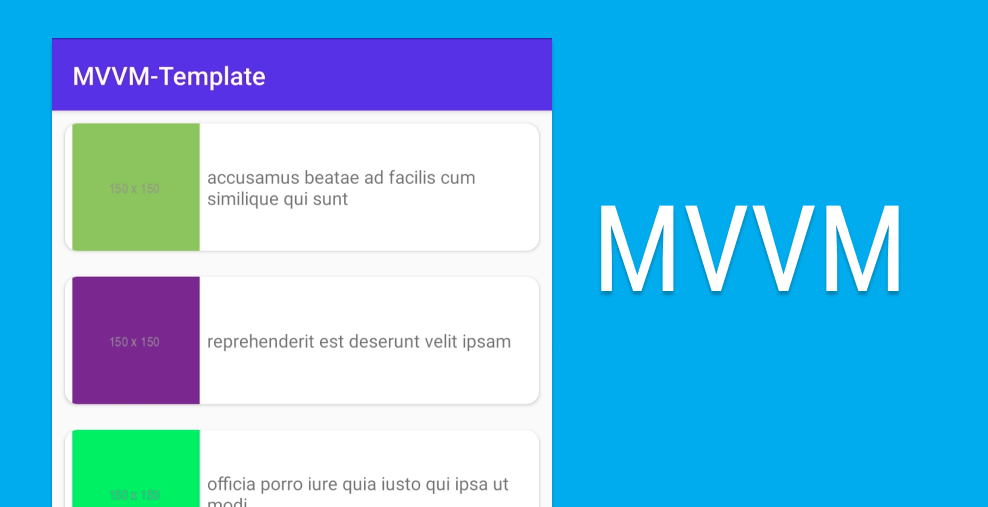 MVVM-Template
150 x 150
accusamus beatae ad facilis cum
similique qui sunt
150 x 150
reprehenderit est deserunt velit ipsam
150 x 150
officia porro iure quia iusto qui ipsa ut
modi
MVVM